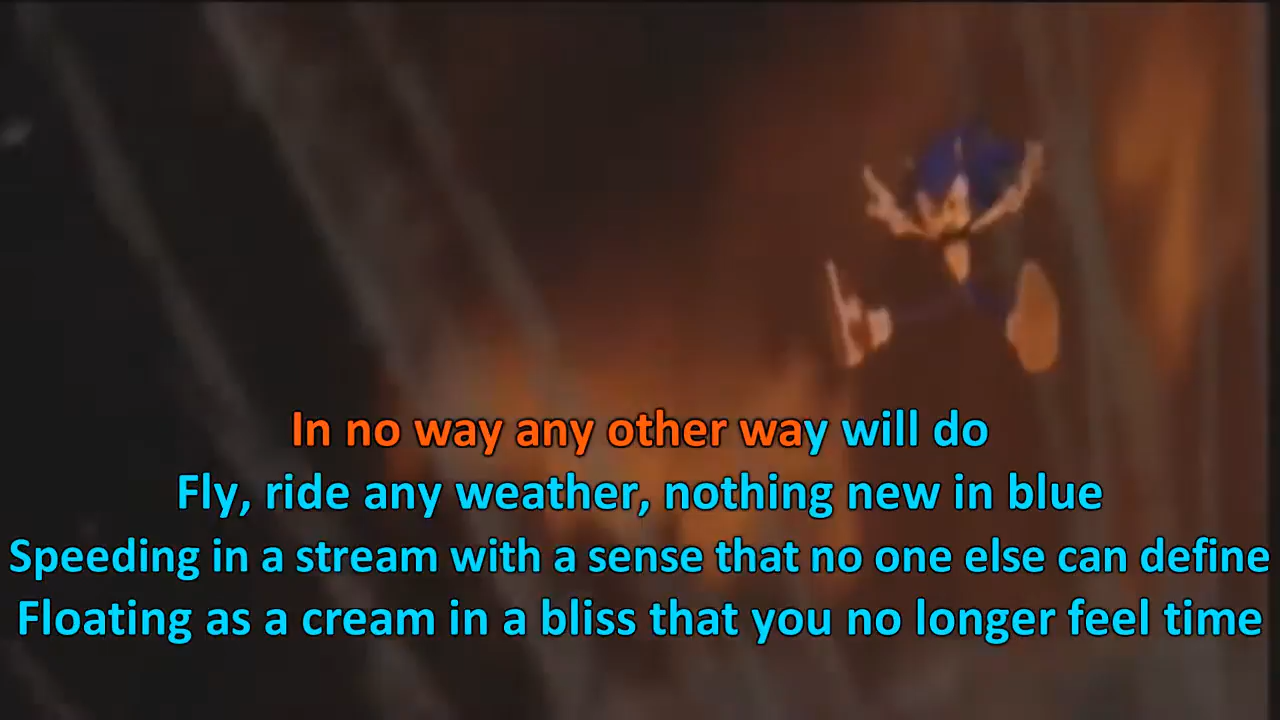 In no way any other way will do
Fly, ride any weather, nothing new in blue
Speeding in a stream with a sense that no one else can define
Floating as a cream in a bliss that you no longer feel time